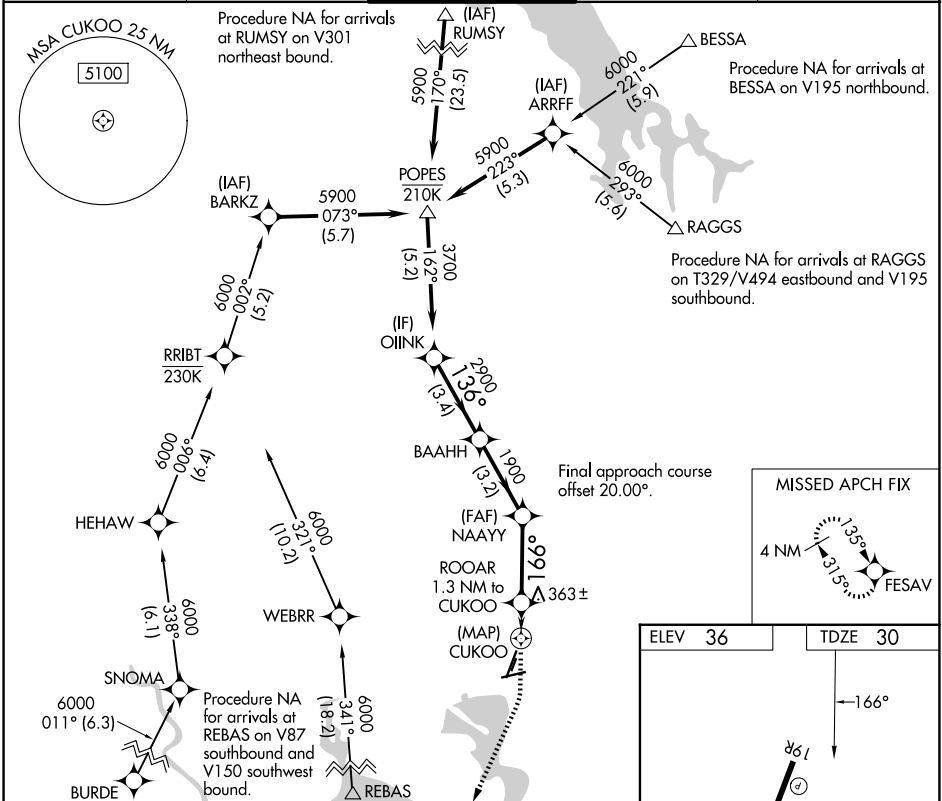 MSA CUKOO 25 NM
5100
Procedure NA for arrivals
at RUMSY on V301
northeast bound.
(IAF)
RUMSY
5900
170°
(23.5)
BESSA
6000
221°
(5.9)
Procedure NA for arrivals at
BESSA on V195 northbound.
(IAF)
ARRFF
5900
223°
(5.3)
6000
293°
(5.6)
RAGGS
Procedure NA for arrivals at RAGGS
on T329/V494 eastbound and V195
southbound.
POPES
210K
(IAF)
BARKZ
5900
073°
(5.7)
3700
162°
(5.2)
6000
002°
(5.2)
(IF)
OIINK
RRIBT
230K
2900
136°
(3.4)
BAAHH
1900
(3.2)
6000
006°
(6.4)
Final approach course
offset 20.00°.
MISSED APCH FIX
4 NM
135°
315°
FESAV
HEHAW
6000
321°
(10.2)
(FAF)
NAAYY
166°
ROOAR
1.3 NM to
CUKOO
363±
(MAP)
CUKOO
WEBRR
6000
338°
(6.1)
SNOMA
6000
011° (6.3)
BURDE
Procedure NA
for arrivals at
REBAS on V87
southbound and
V150 southwest
bound.
6000
341°
(18.2)
REBAS
ELEV 36
TDZE 30
166°
19R
P